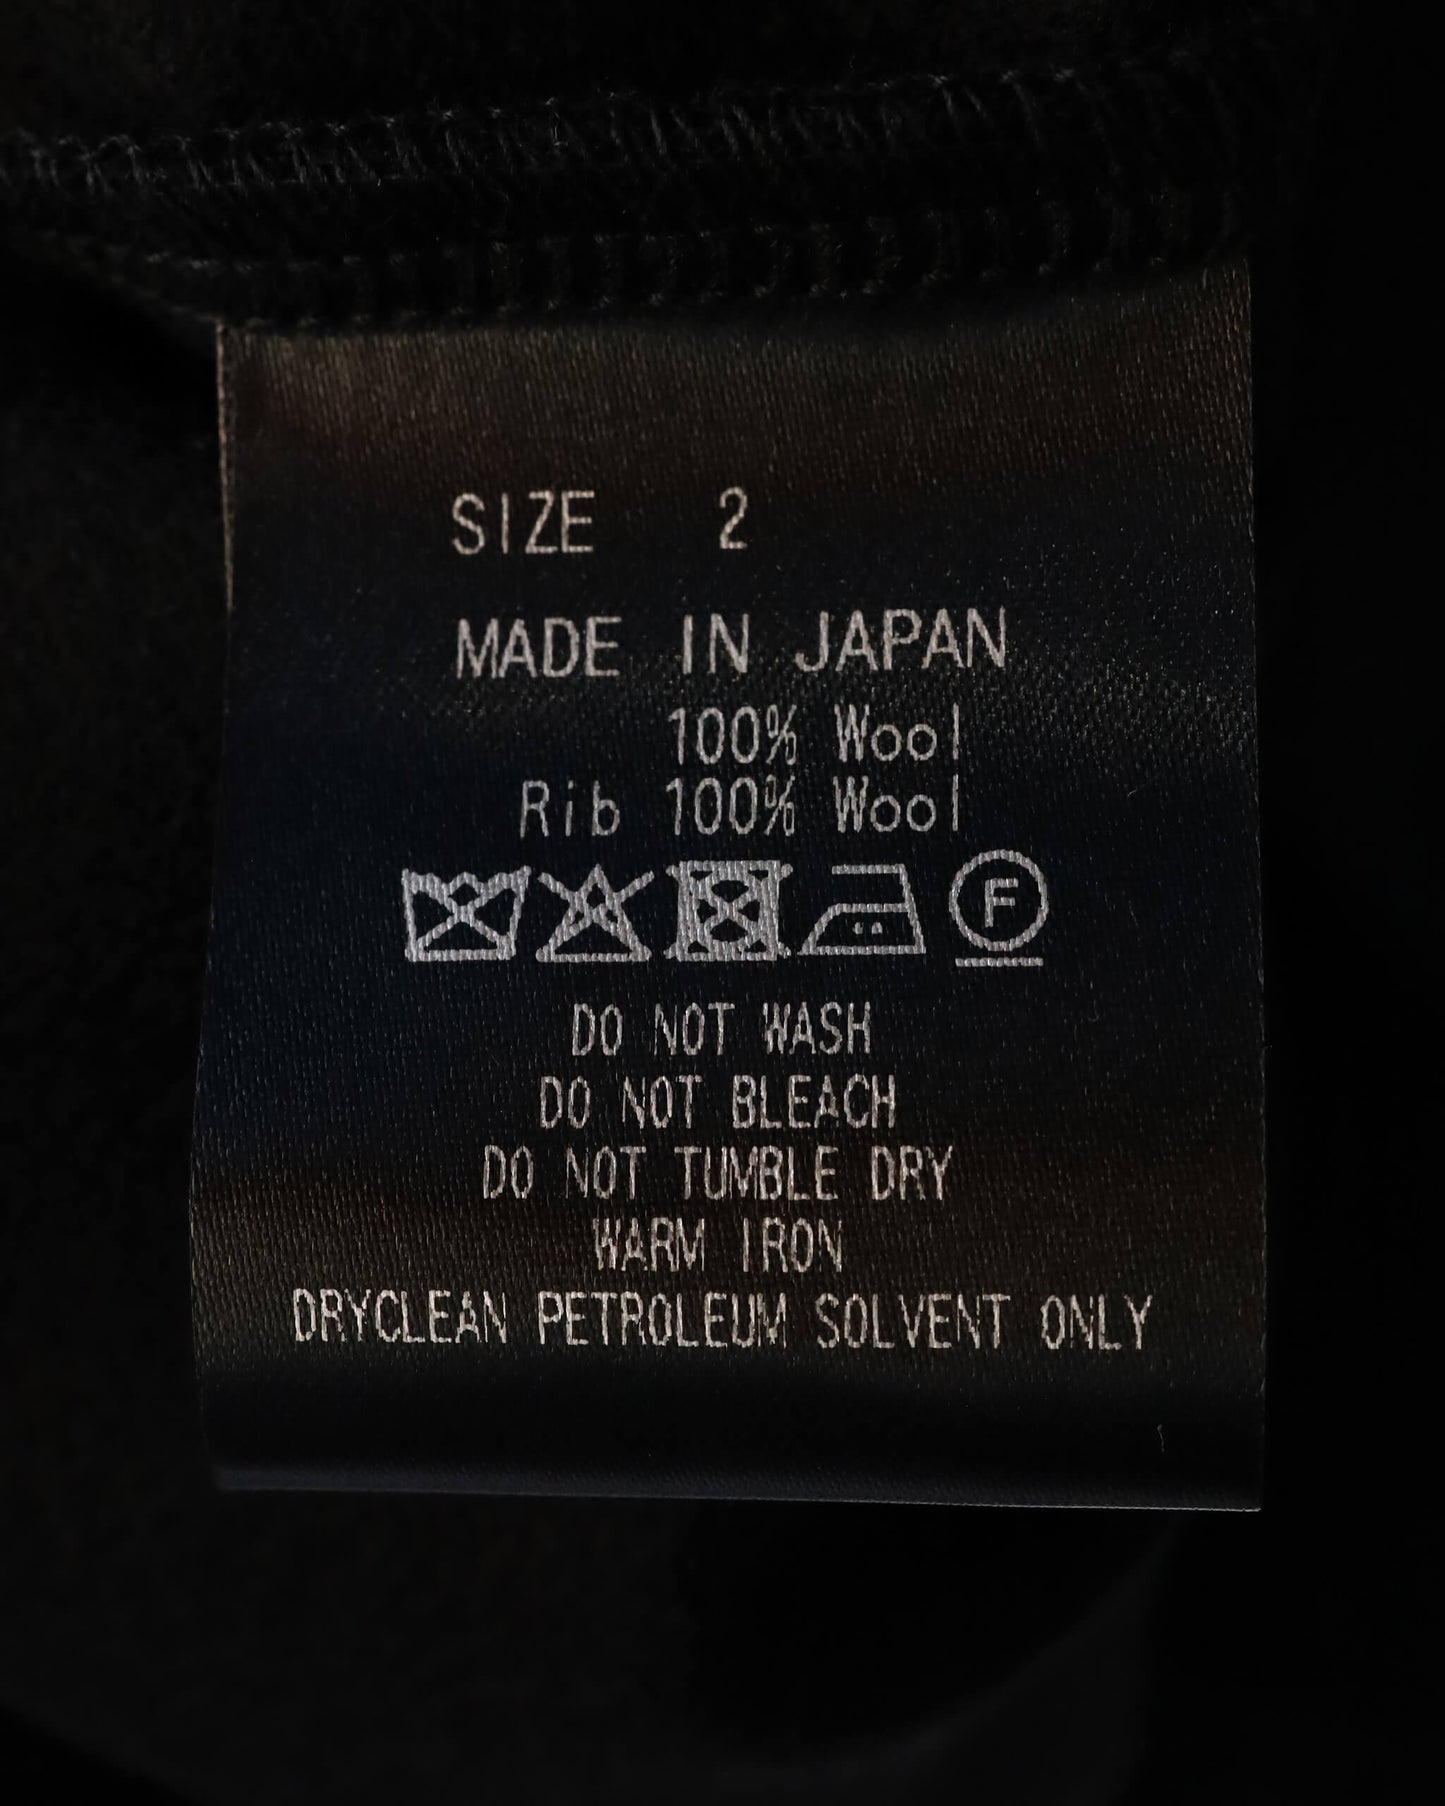 SIZE 2
MADE IN JAPAN
100% Wool
Rib 100% Wool
F
DO NOT WASH
DO NOT BLEACH
DO NOT TUMBLE DRY
WARM IRON
DRYCLEAN PETROLEUM SOLVENT ONLY